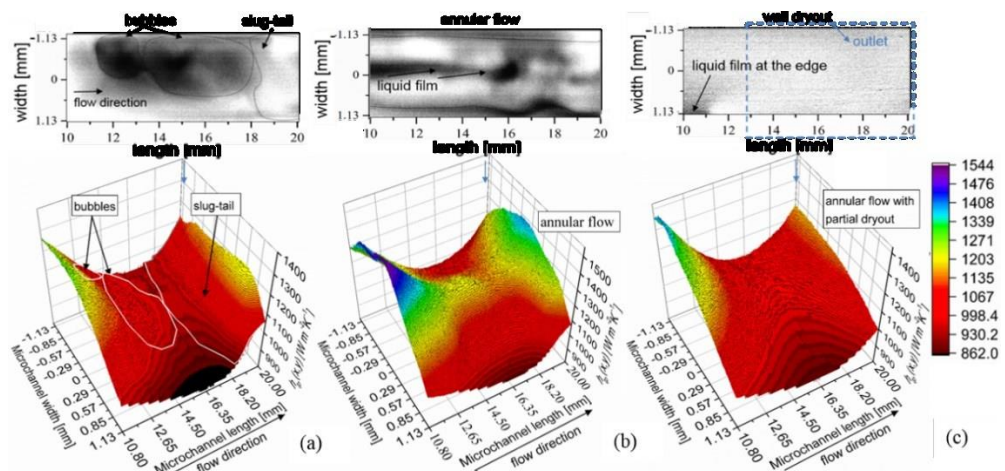 bubbles
slug-tail
-1.13
0
1.13
width [mm]
flow direction
10 12 14 16 18 20
length [mm]
annular flow
-1.13
0
1.13
width [mm]
liquid film
10 12 14 16 18 20
length [mm]
wall dryout
outlet
-1.13
0
1.13
width [mm]
liquid film at the edge
10 12 14 16 18 20
length [mm]
bubbles
slug-tail
1400
1300
1200
1100
1000
900
-1.13
-0.85
-0.57
-0.29
0
0.29
0.57
0.85
1.13
Microchannel width [mm]
10.80
12.65
14.50
16.35
18.20
20.00
Microchannel length [mm]
flow direction
(a)
annular flow
1500
1400
1300
1200
1100
1000
900
-1.13
-0.85
-0.57
-0.29
0
0.29
0.57
0.85
1.13
Microchannel width [mm]
10.80
12.65
14.50
16.35
18.20
20.00
Microchannel length [mm]
flow direction
(b)
annular flow with
partial dryout
1400
1300
1200
1100
1000
900
-1.13
-0.85
-0.57
-0.29
0
0.29
0.57
0.85
1.13
Microchannel width [mm]
10.80
12.65
14.50
16.35
18.20
20.00
Microchannel length [mm]
flow direction
(c)
1544
1476
1408
1339
1271
1203
1135
1067
998.4
930.2
862.0